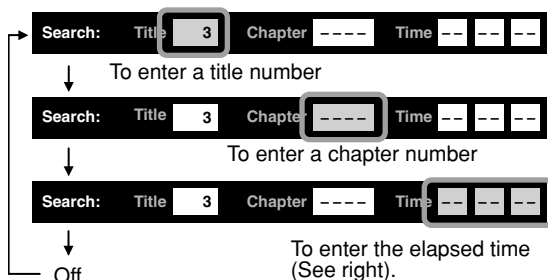 Search: Title 3 Chapter ---- Time -- -- --
To enter a title number
Search: Title 3 Chapter ---- Time -- -- --
To enter a chapter number
Search: Title 3 Chapter ---- Time -- -- --
To enter the elapsed time
(See right).
Off